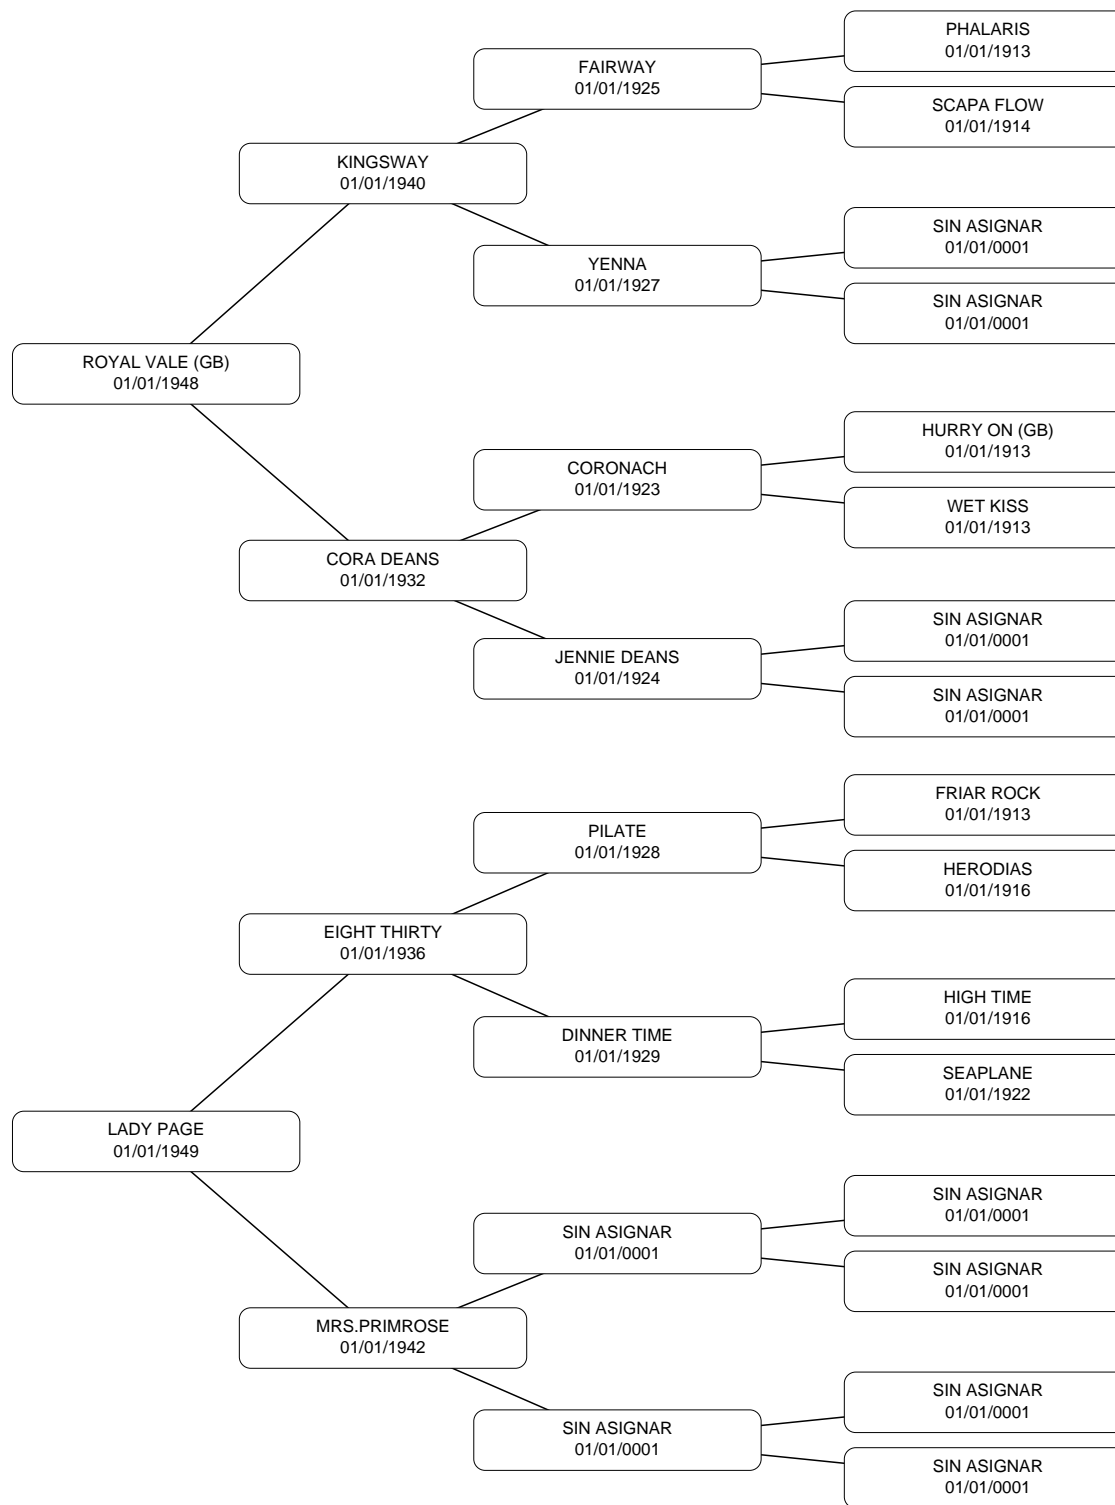 PHALARIS
01/01/1913
FAIRWAY
01/01/1925
SCAPA FLOW
01/01/1914
KINGSWAY
01/01/1940
SIN ASIGNAR
01/01/0001
YENNA
01/01/1927
SIN ASIGNAR
01/01/0001
ROYAL VALE (GB)
01/01/1948
HURRY ON (GB)
01/01/1913
CORONACH
01/01/1923
WET KISS
01/01/1913
CORA DEANS
01/01/1932
SIN ASIGNAR
01/01/0001
JENNIE DEANS
01/01/1924
SIN ASIGNAR
01/01/0001
FRIAR ROCK
01/01/1913
PILATE
01/01/1928
HERODIAS
01/01/1916
EIGHT THIRTY
01/01/1936
HIGH TIME
01/01/1916
DINNER TIME
01/01/1929
SEAPLANE
01/01/1922
LADY PAGE
01/01/1949
SIN ASIGNAR
01/01/0001
SIN ASIGNAR
01/01/0001
SIN ASIGNAR
01/01/0001
MRS.PRIMROSE
01/01/1942
SIN ASIGNAR
01/01/0001
SIN ASIGNAR
01/01/0001
SIN ASIGNAR
01/01/0001